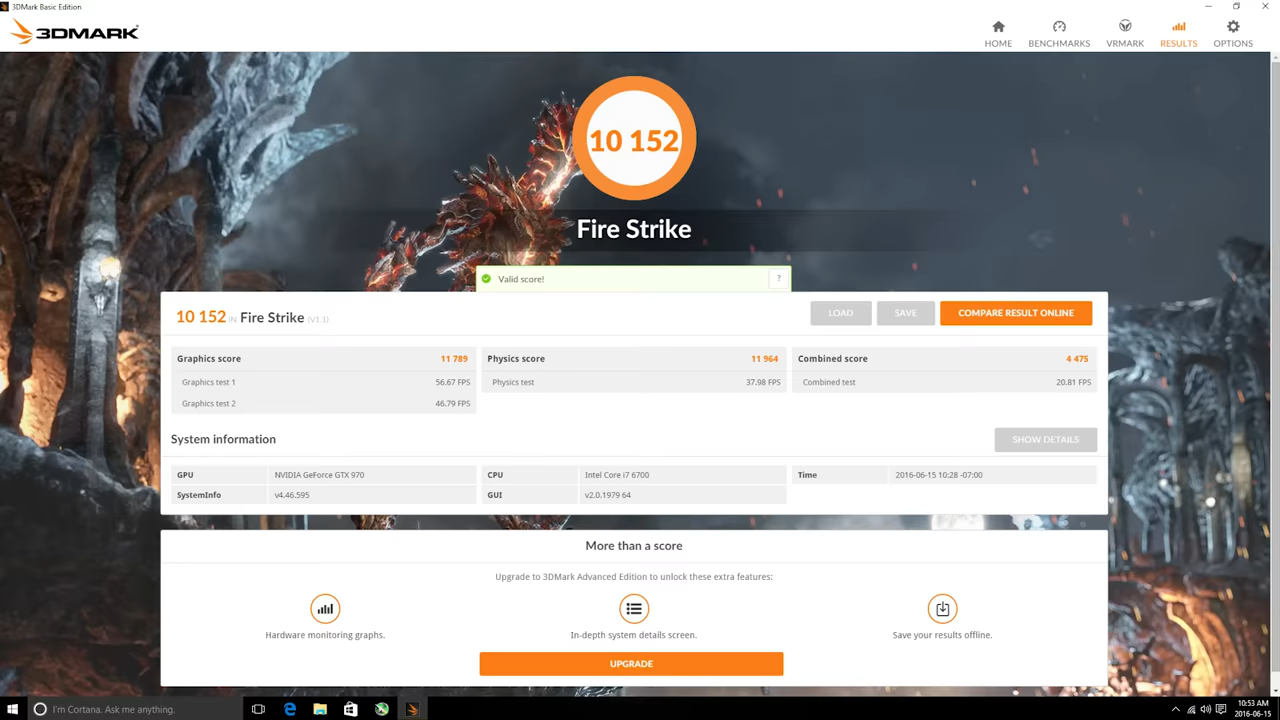 3DMark Basic Edition
3DMARK
HOME BENCHMARKS VRMARK RESULTS OPTIONS
10 152
Fire Strike
Valid score! ?
10 152 IN Fire Strike (V1.1) LOAD SAVE COMPARE RESULT ONLINE
Graphics score 11 789 Physics score 11 964 Combined score 4 475
Graphics test 1 56.67 FPS Physics test 37.98 FPS Combined test 20.81 FPS
Graphics test 2 46.79 FPS
System information SHOW DETAILS
GPU NVIDIA GeForce GTX 970 CPU Intel Core i7 6700 Time 2016-06-15 10:28 -07:00
SystemInfo v4.46.595 GUI v2.0.1979 64
More than a score
Upgrade to 3DMark Advanced Edition to unlock these extra features:
Hardware monitoring graphs. In-depth system details screen. Save your results offline.
UPGRADE
I'm Cortana. Ask me anything. 10:53 AM
2016-06-15